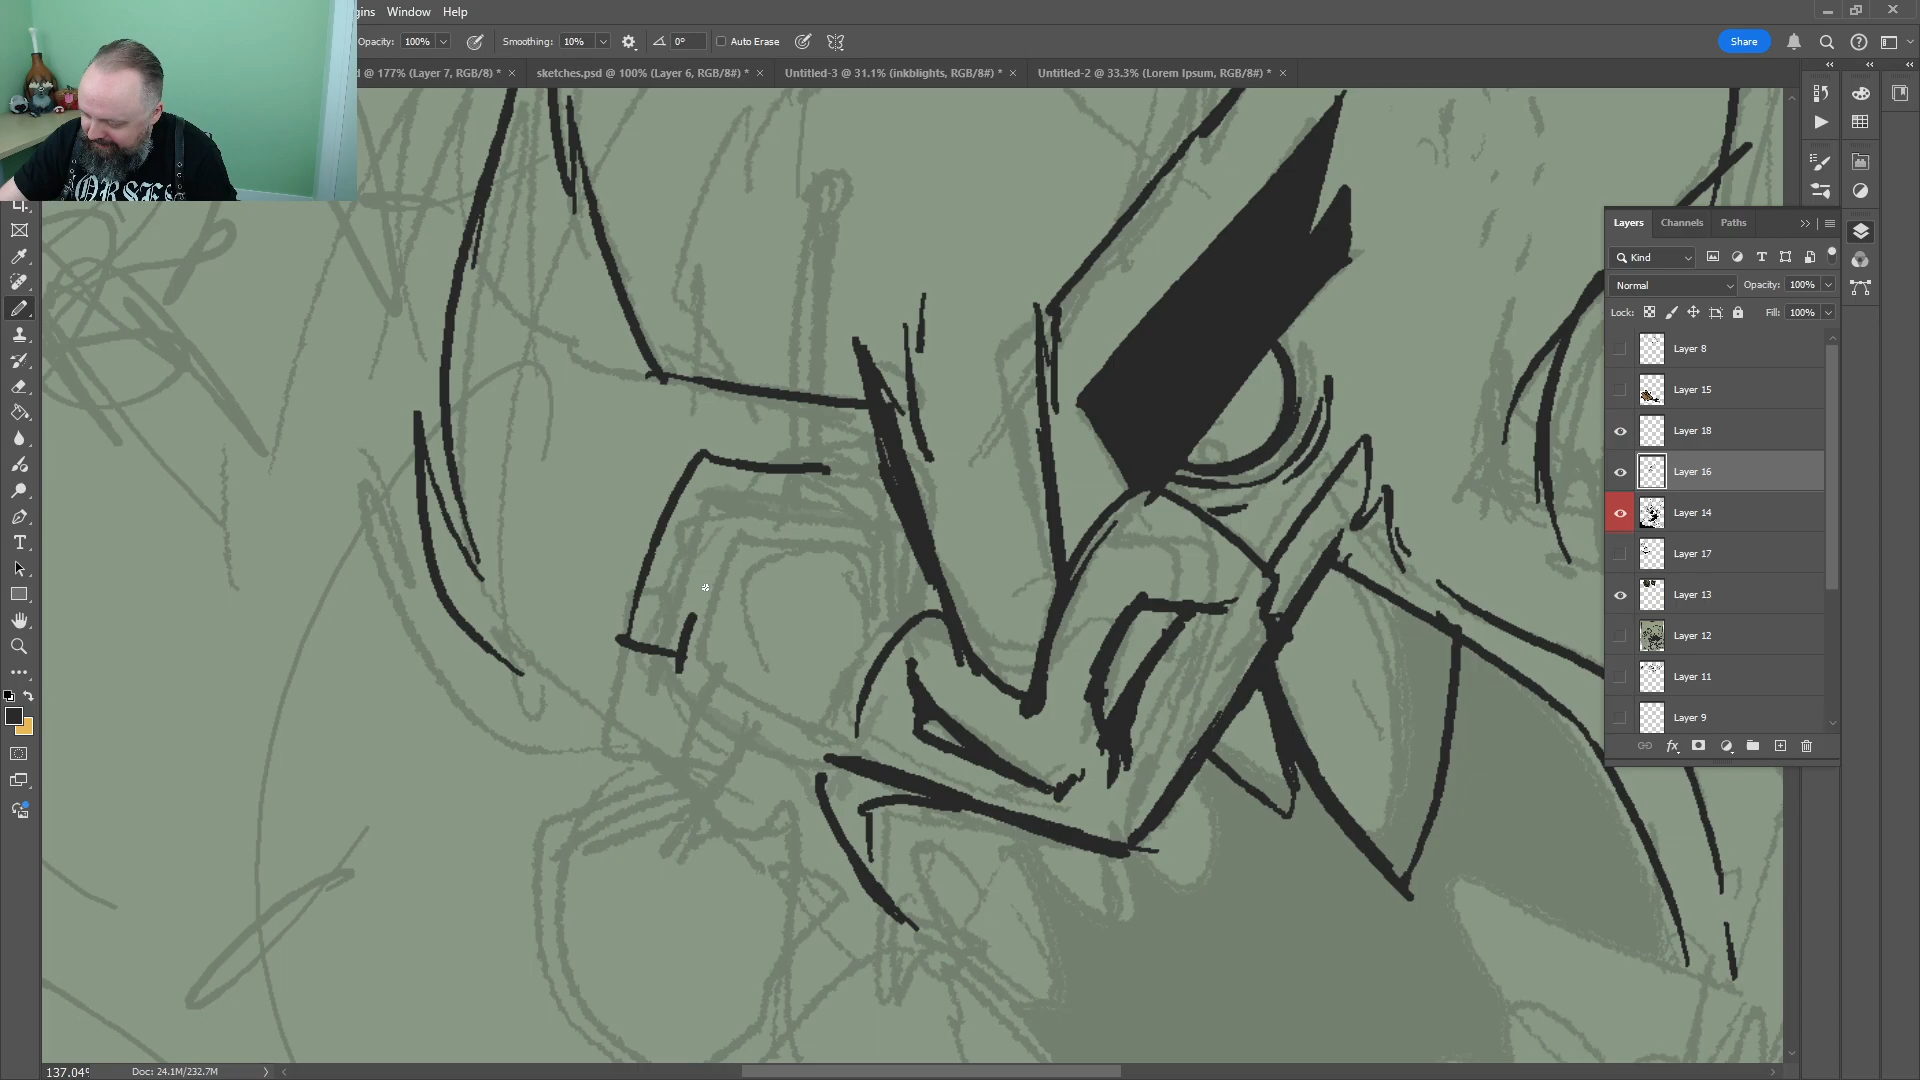 gins Window Help
Opacity: 100% Smoothing: 10% 0° Auto Erase Share
d @ 177% (Layer 7, RGB/8) * sketches.psd @ 100% (Layer 6, RGB/8#) * Untitled-3 @ 31.1% (inkblights, RGB/8#) * Untitled-2 @ 33.3% (Lorem Ipsum, RGB/8#) *
ORSE
Layers Channels Paths
Kind
Normal Opacity: 100%
Lock: Fill: 100%
Layer 8
Layer 15
Layer 18
Layer 16
Layer 14
Layer 17
Layer 13
Layer 12
Layer 11
Layer 9
137.04%
Doc: 24.1M/232.7M